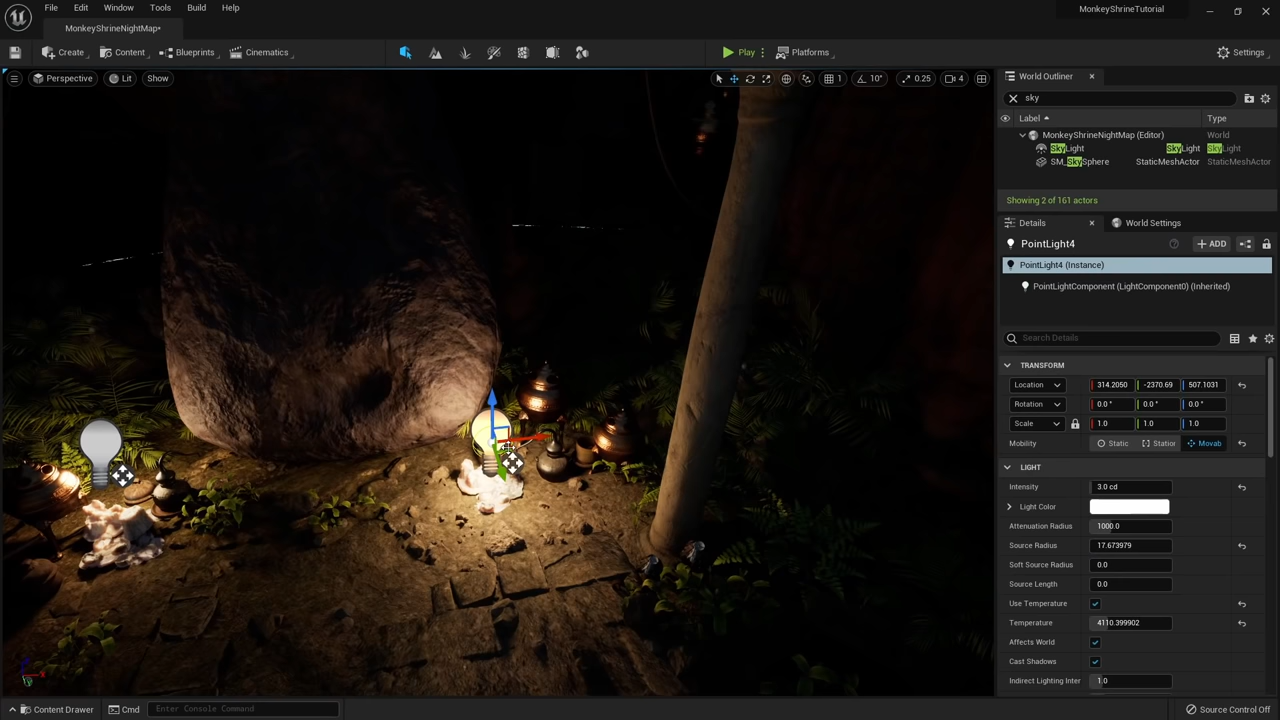 File Edit Window Tools Build Help
MonkeyShrineTutorial
MonkeyShrineNightMap•
Create Content Blueprints Cinematics Play Platforms Settings
Perspective Lit Show 1 10° 0.25 4
World Outliner
sky
Label Type
MonkeyShrineNightMap (Editor) World
SkyLight SkyLight SkyLight
SM_SkySphere StaticMeshActor StaticMeshActor
Showing 2 of 161 actors
Details World Settings
PointLight4 ADD
PointLight4 (Instance)
PointLightComponent (LightComponent0) (Inherited)
Search Details
TRANSFORM
Location 314.2050 -2370.69 507.1031
Rotation 0.0 ° 0.0 ° 0.0 °
Scale 1.0 1.0 1.0
Mobility Static Station Movab
LIGHT
Intensity 3.0 cd
Light Color
Attenuation Radius 1000.0
Source Radius 17.673979
Soft Source Radius 0.0
Source Length 0.0
Use Temperature
Temperature 4110.399902
Affects World
Cast Shadows
Indirect Lighting Inter 1.0
Content Drawer Cmd Enter Console Command Source Control Off